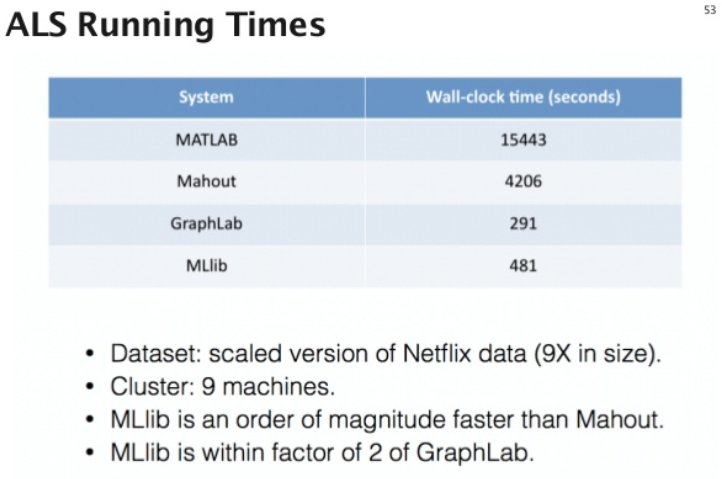 53
ALS Running Times
System Wall-clock time (seconds)
MATLAB 15443
Mahout 4206
GraphLab 291
MLlib 481
• Dataset: scaled version of Netflix data (9X in size).
• Cluster: 9 machines.
• MLlib is an order of magnitude faster than Mahout.
• MLlib is within factor of 2 of GraphLab.